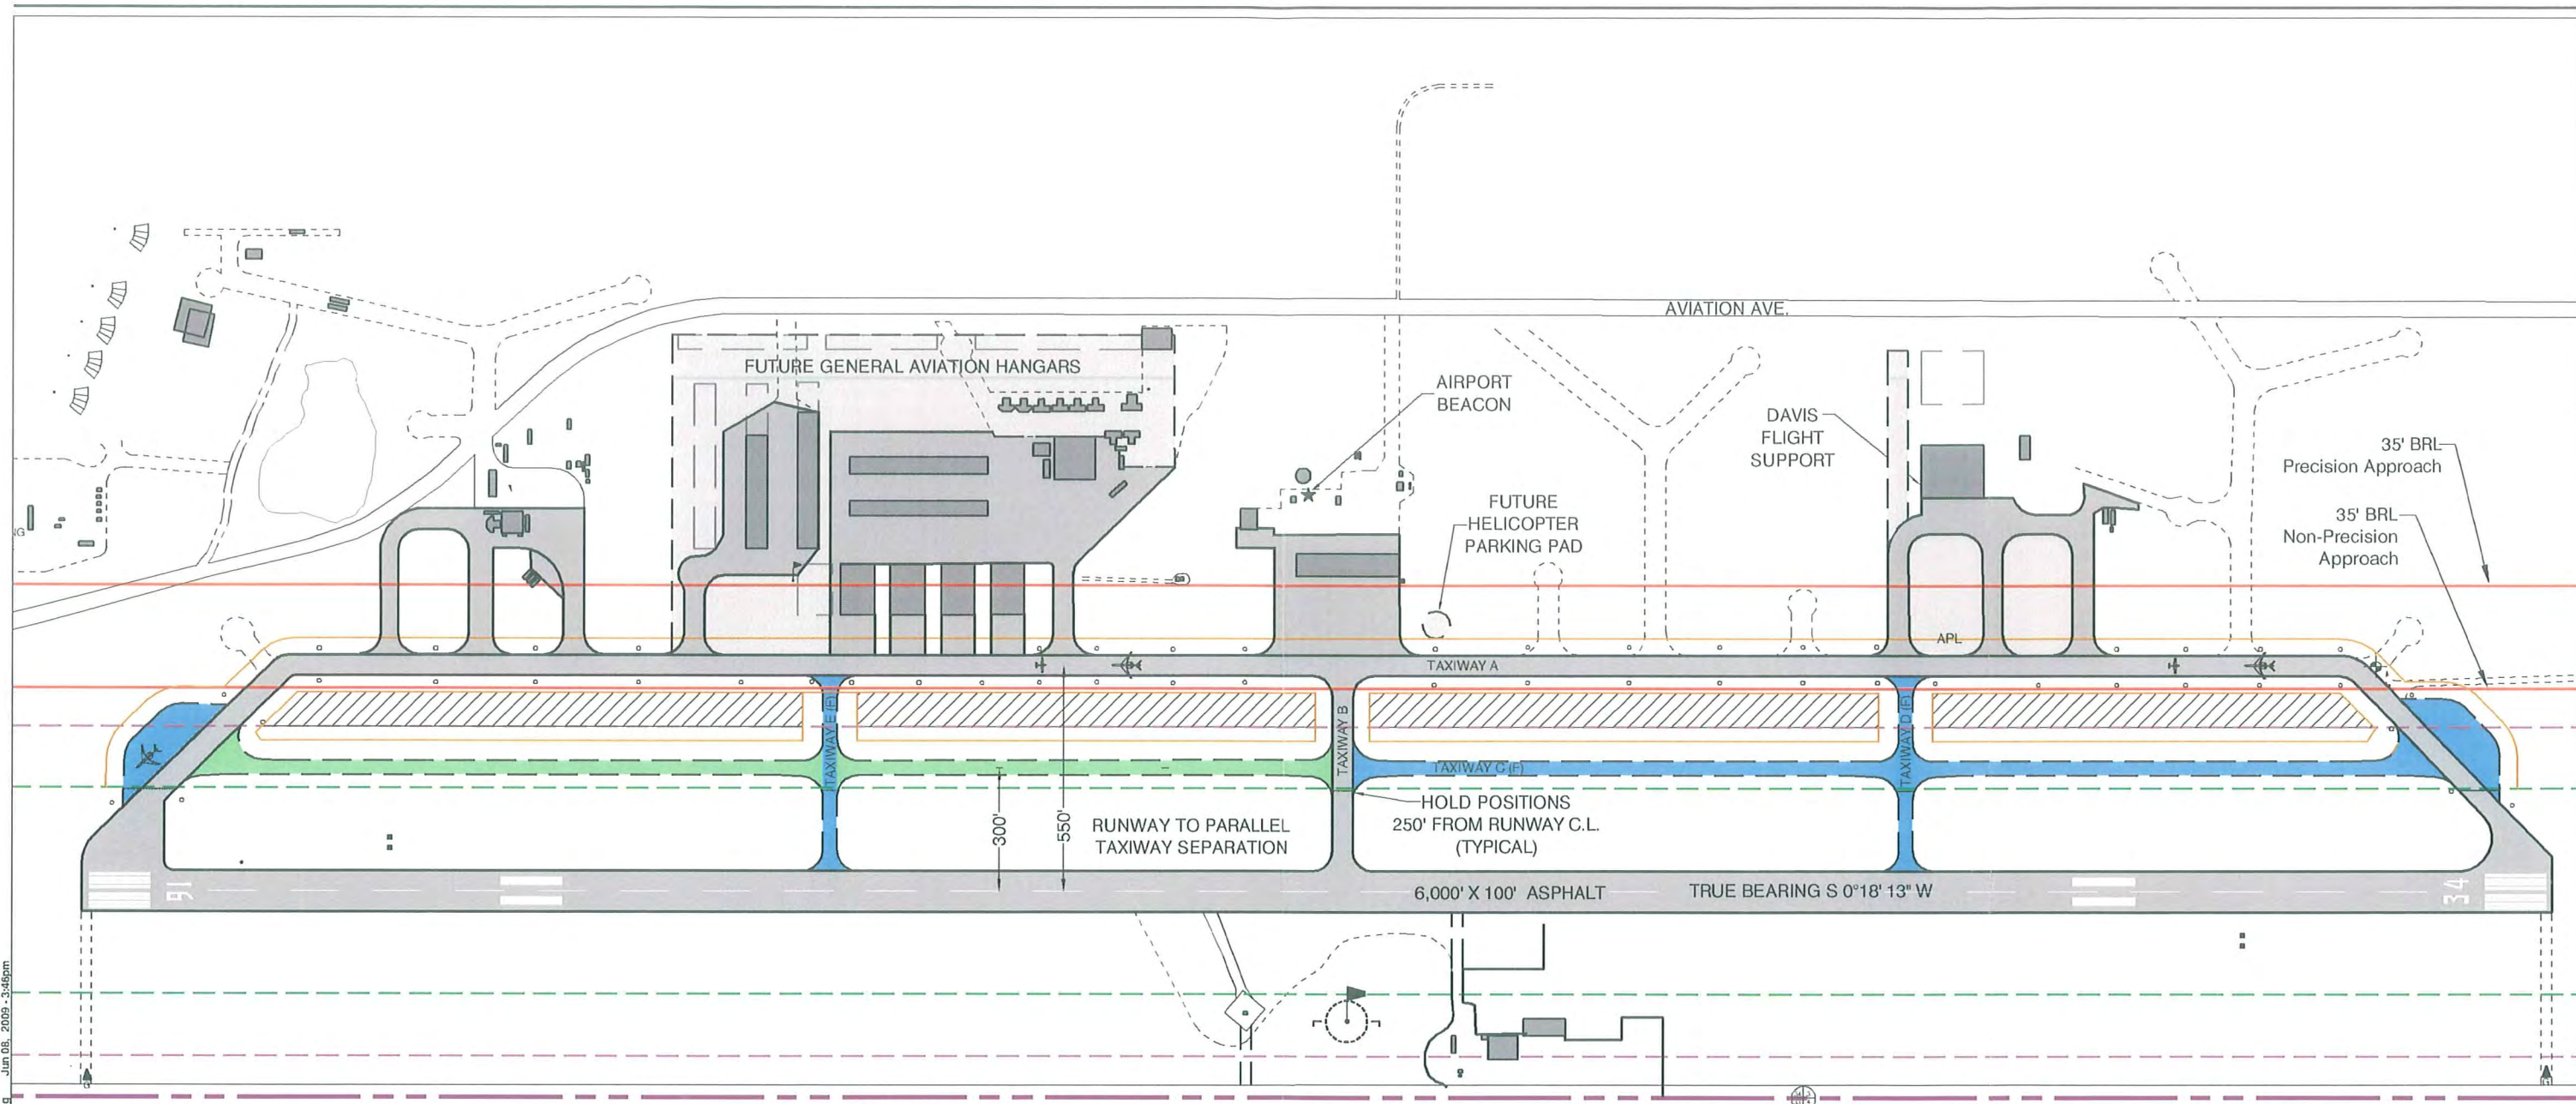 AVIATION AVE.
FUTURE GENERAL AVIATION HANGARS
AIRPORT
BEACON
DAVIS
FLIGHT
SUPPORT
35' BRL
Precision Approach
FUTURE
HELICOPTER
PARKING PAD
35' BRL
Non-Precision
Approach
NG
APL
TAXIWAY A
TAXIWAY E (F)
TAXIWAY B
TAXIWAY D (F)
TAXIWAY C (F)
HOLD POSITIONS
250' FROM RUNWAY C.L.
(TYPICAL)
300'
550'
RUNWAY TO PARALLEL
TAXIWAY SEPARATION
16
6,000' X 100' ASPHALT
TRUE BEARING S 0°18' 13" W
34
Jun 08, 2009 - 3:46pm
g